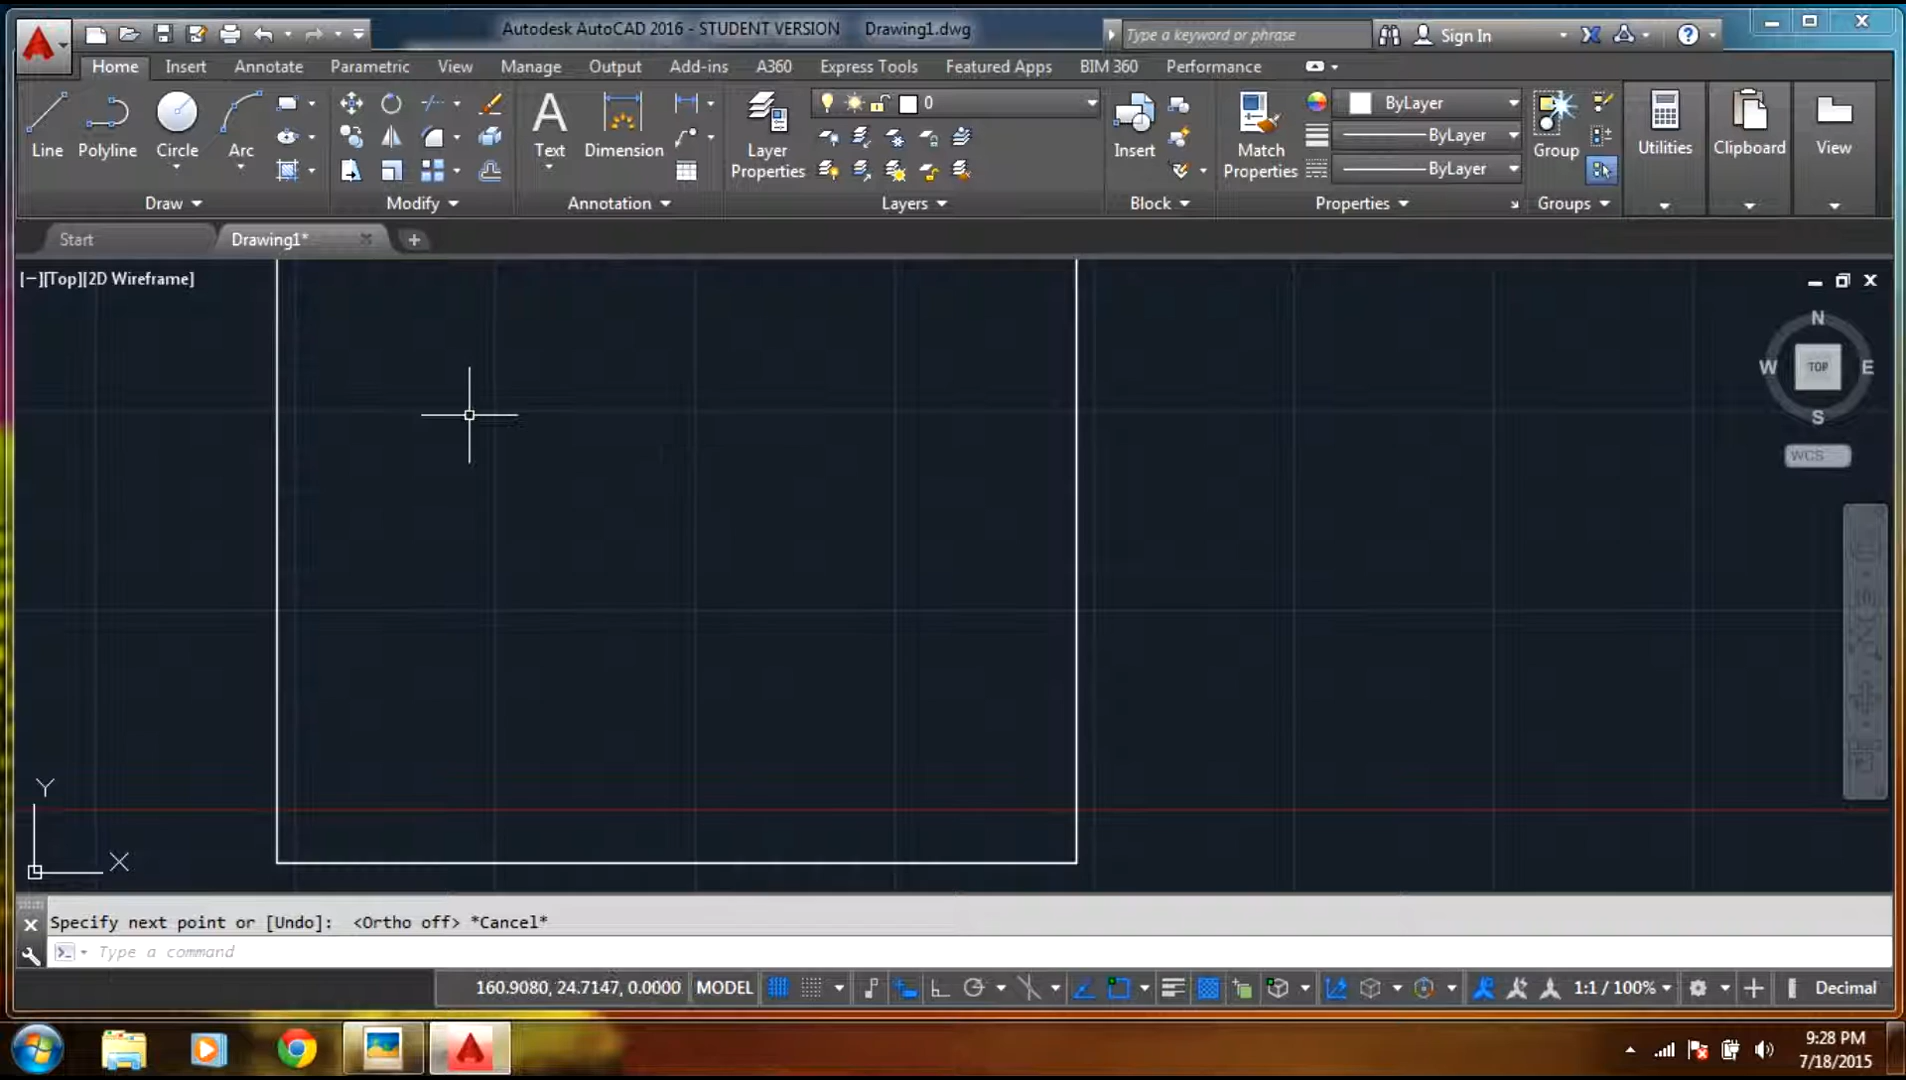 Autodesk AutoCAD 2016 - STUDENT VERSION Drawing1.dwg
Type a keyword or phrase
Sign In
Home Insert Annotate Parametric View Manage Output Add-ins A360 Express Tools Featured Apps BIM 360 Performance
0
ByLayer
A
ByLayer
Line Polyline Circle Arc Text Dimension Layer Properties Insert Match Properties Group Utilities Clipboard View
ByLayer
Draw Modify Annotation Layers Block Properties Groups
Start Drawing1*
[−][Top][2D Wireframe]
N
W TOP E
S
WCS
Y
X
Specify next point or [Undo]: <Ortho off> *Cancel*
Type a command
160.9080, 24.7147, 0.0000 MODEL 1:1 / 100% Decimal
9:28 PM
7/18/2015